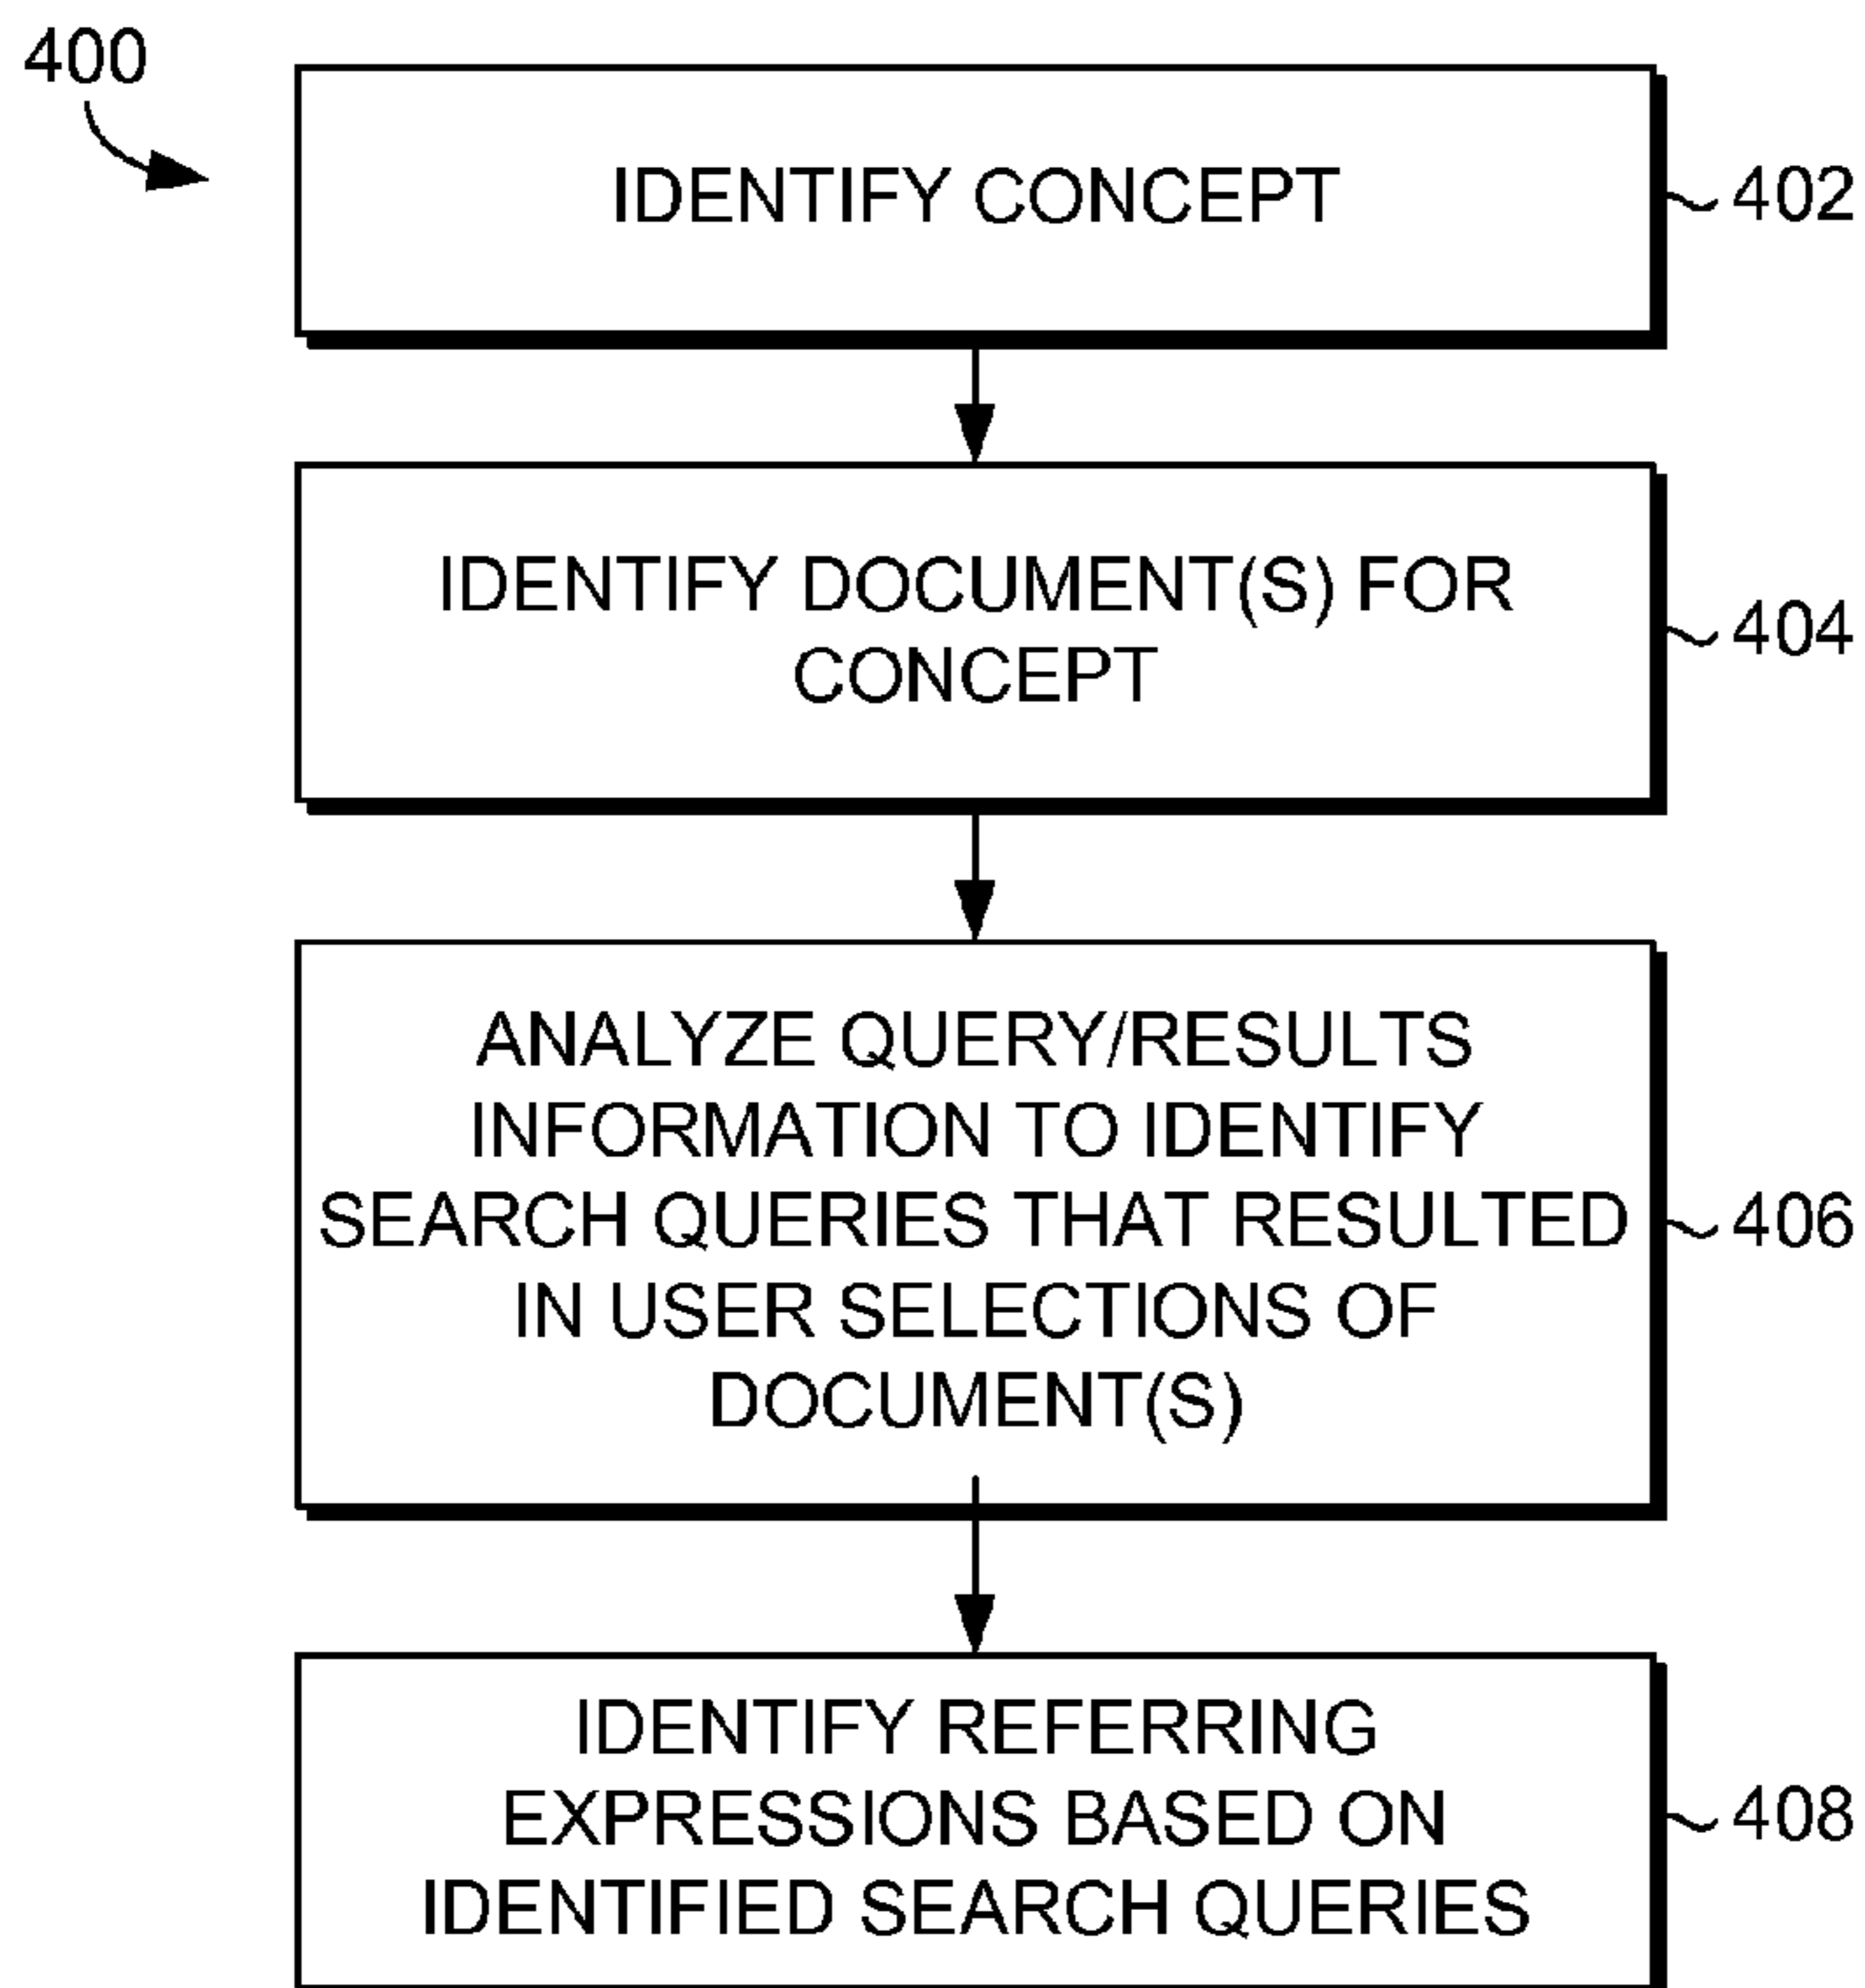 400
IDENTIFY CONCEPT
402
IDENTIFY DOCUMENT(S) FOR
CONCEPT
404
ANALYZE QUERY/RESULTS
INFORMATION TO IDENTIFY
SEARCH QUERIES THAT RESULTED
IN USER SELECTIONS OF
DOCUMENT(S)
406
IDENTIFY REFERRING
EXPRESSIONS BASED ON
IDENTIFIED SEARCH QUERIES
408